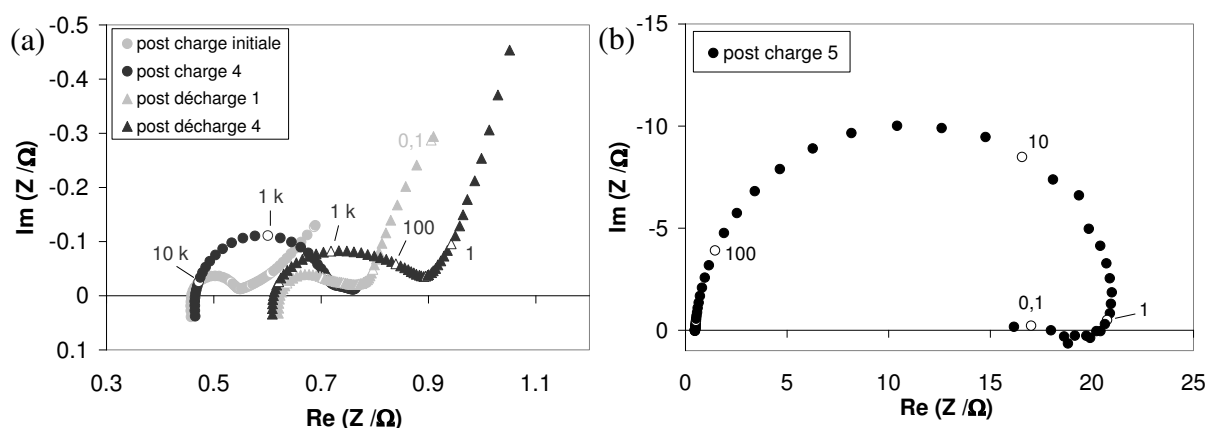 (a)
-0.5
-0.4
-0.3
-0.2
-0.1
0
0.1
Im (Z /Ω)
post charge initiale
post charge 4
post décharge 1
post décharge 4
0,1
1 k
1 k
10 k
100
1
0.3 0.5 0.7 0.9 1.1
Re (Z /Ω)
(b)
-15
-10
-5
0
Im (Z /Ω)
post charge 5
10
100
0,1
1
0 5 10 15 20 25
Re (Z /Ω)